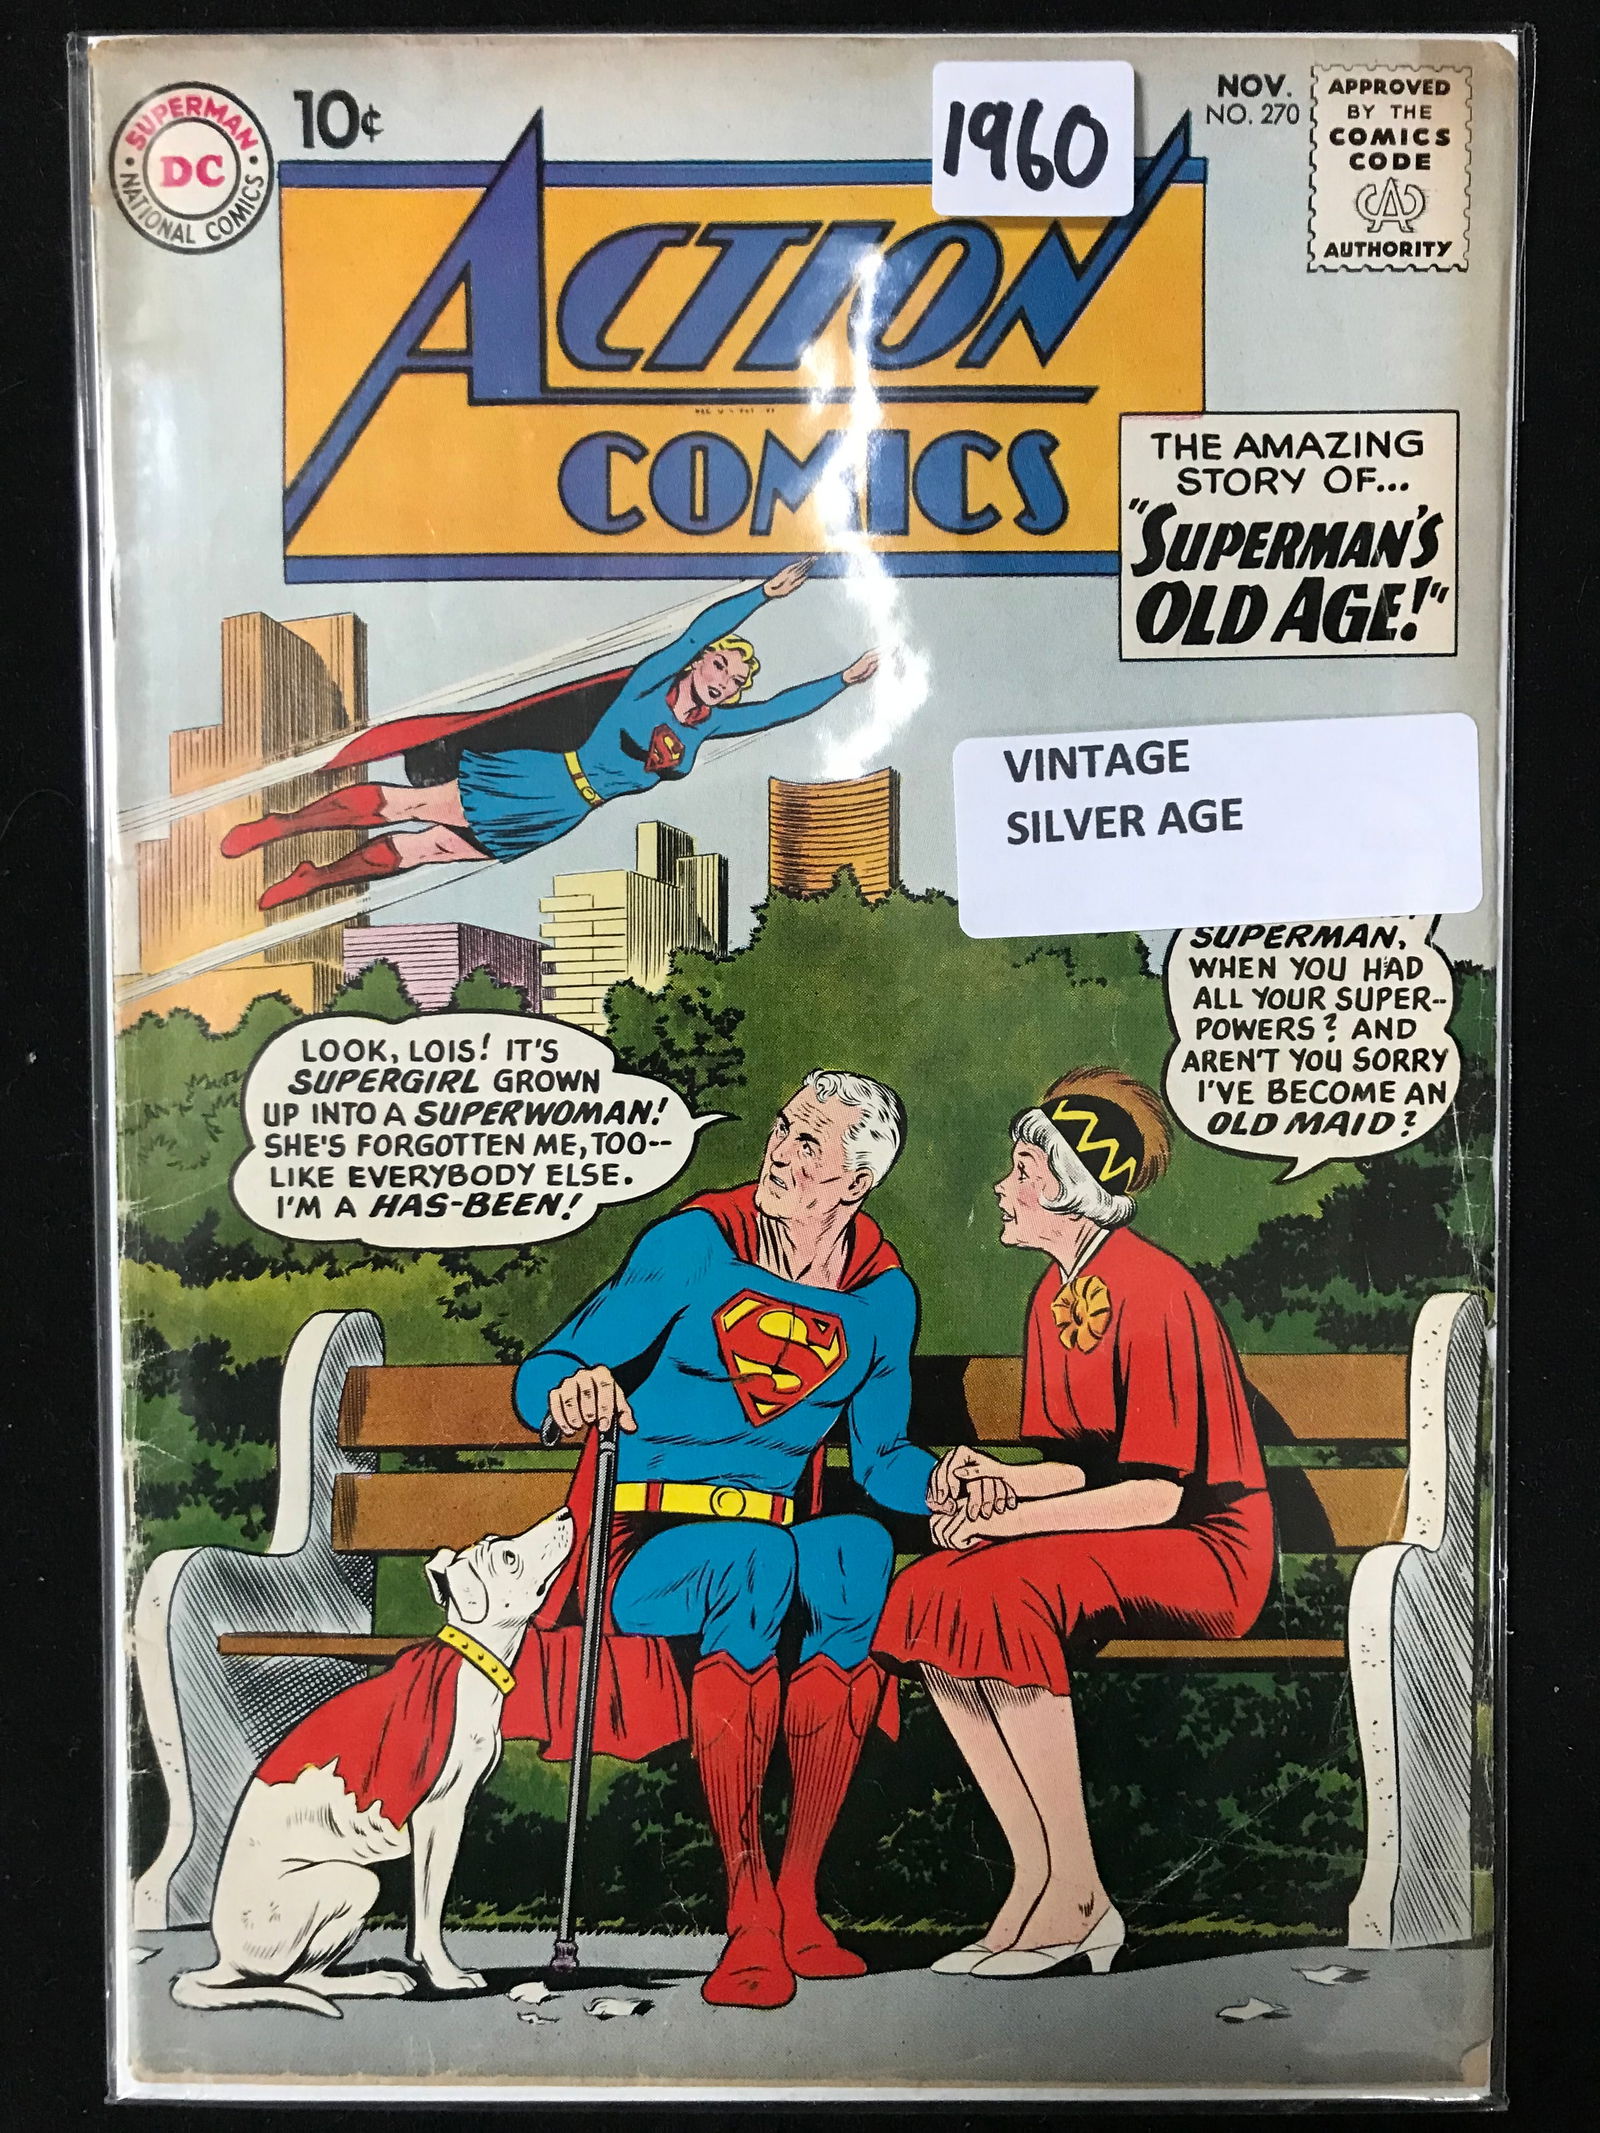 SUPERMAN
DC
NATIONAL COMICS
10¢
1960
NOV.
NO. 270
APPROVED
BY THE
COMICS
CODE
CA
AUTHORITY
ACTION
COMICS
THE AMAZING
STORY OF...
"SUPERMAN'S
OLD AGE!"
VINTAGE
SILVER AGE
SUPERMAN,
WHEN YOU HAD
ALL YOUR SUPER--
POWERS? AND
AREN'T YOU SORRY
I'VE BECOME AN
OLD MAID?
LOOK, LOIS! IT'S
SUPERGIRL GROWN
UP INTO A SUPERWOMAN!
SHE'S FORGOTTEN ME, TOO--
LIKE EVERYBODY ELSE.
I'M A HAS-BEEN!
S
S